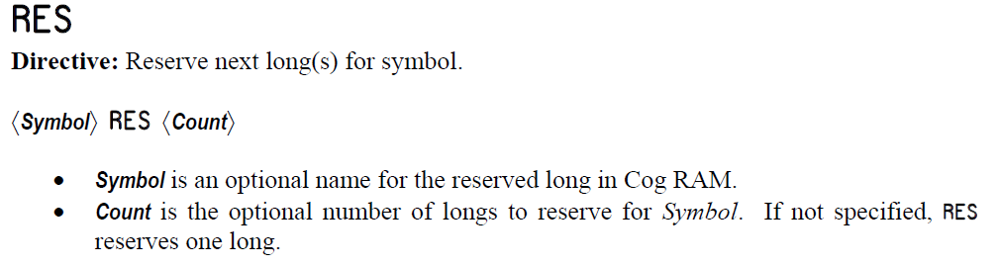 RES
Directive: Reserve next long(s) for symbol.
〈Symbol〉 RES 〈Count〉
• Symbol is an optional name for the reserved long in Cog RAM.
• Count is the optional number of longs to reserve for Symbol. If not specified, RES
reserves one long.